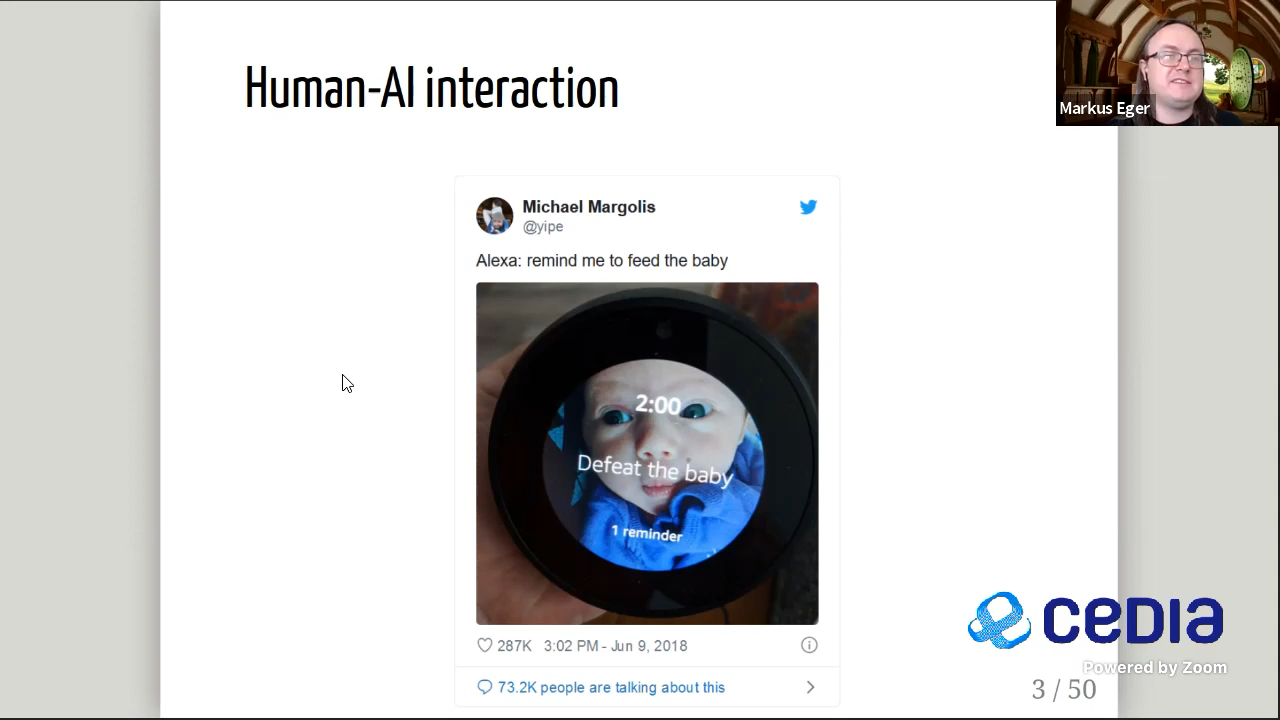 Human-AI interaction
Markus Eger
Michael Margolis
@yipe
Alexa: remind me to feed the baby
2:00
Defeat the baby
1 reminder
287K 3:02 PM - Jun 9, 2018
73.2K people are talking about this
CEDIA
Powered by Zoom
3 / 50